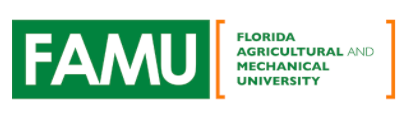 FAMU
FLORIDA
AGRICULTURAL AND
MECHANICAL
UNIVERSITY